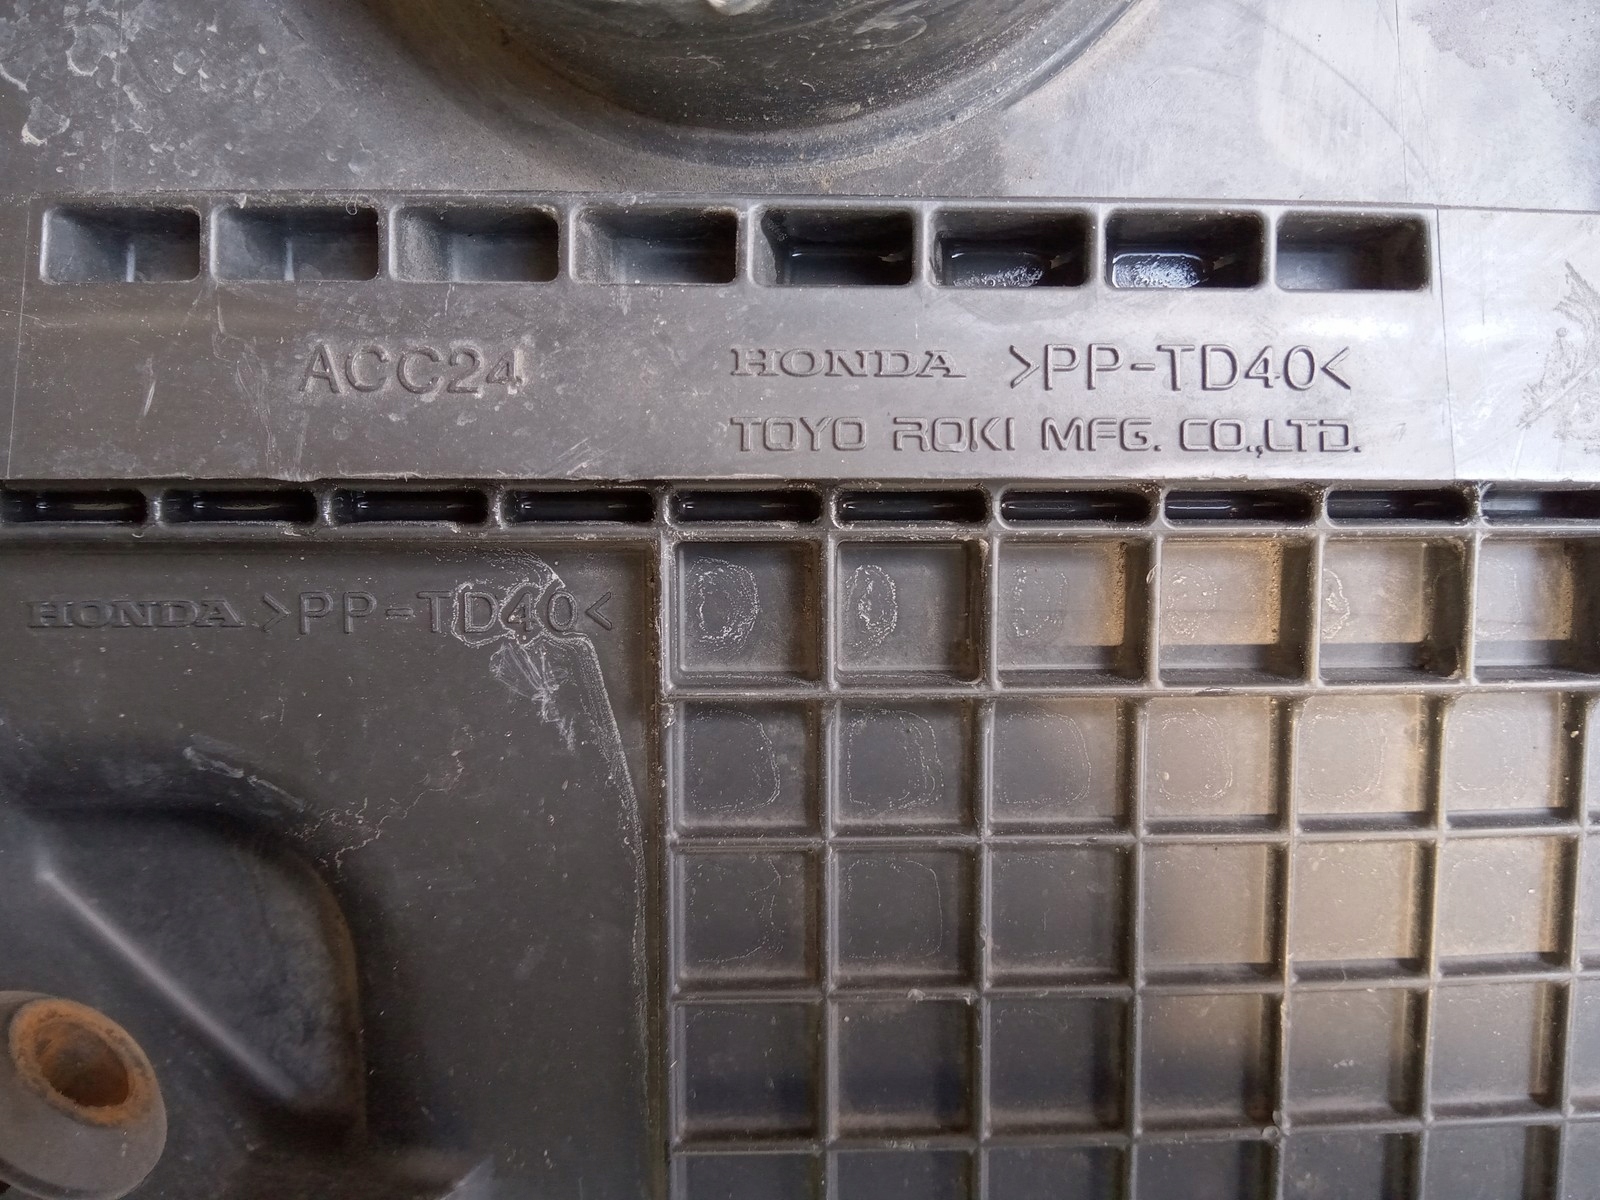 ACC24
HONDA >PP-TD40<
TOYO ROKI MFG. CO.,LTD.
HONDA >PP-TD40<